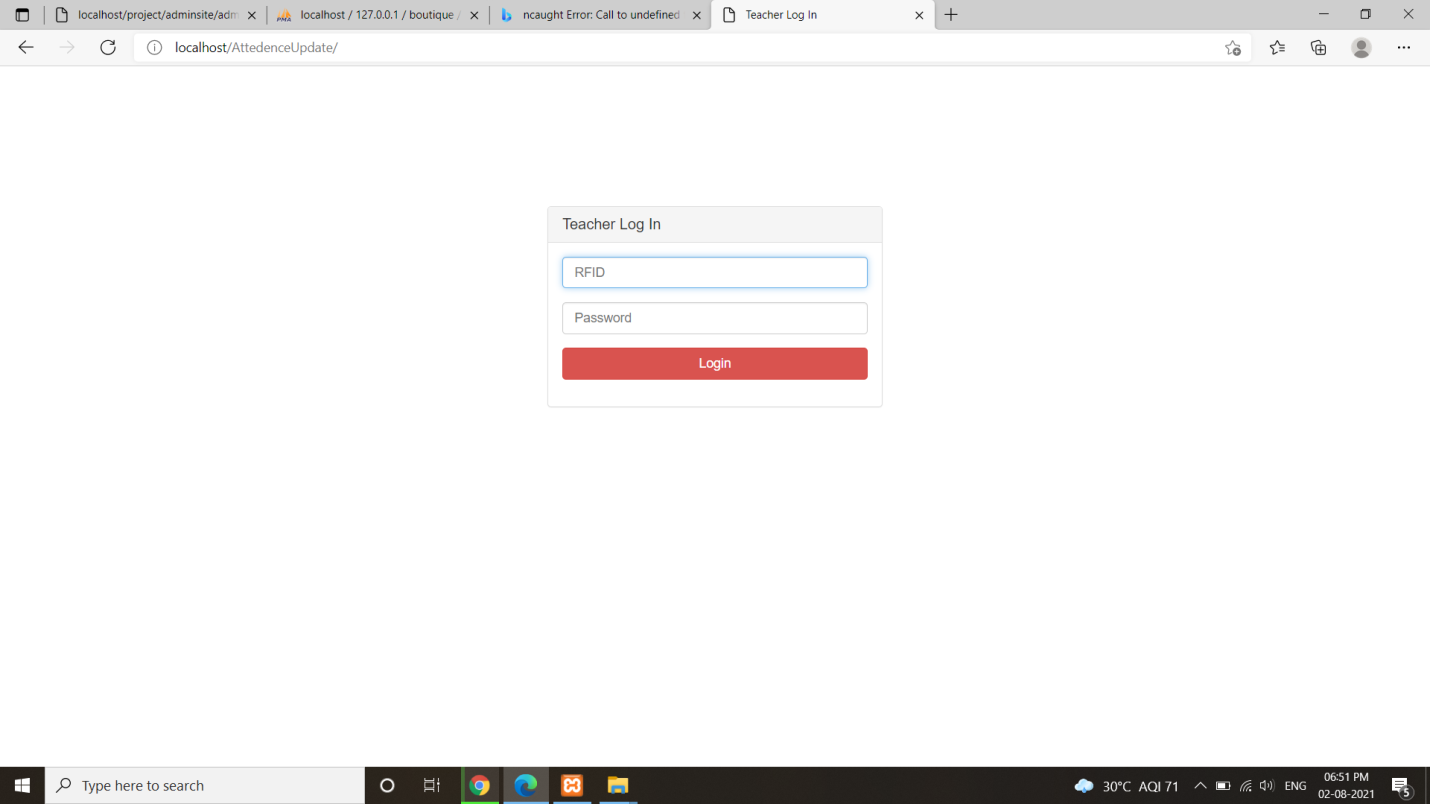 localhost/project/adminsite/adm
localhost / 127.0.0.1 / boutique /
ncaught Error: Call to undefined
Teacher Log In
localhost/AttedenceUpdate/
Teacher Log In
RFID
Password
Login
Type here to search
30°C AQI 71
ENG
06:51 PM
02-08-2021
5